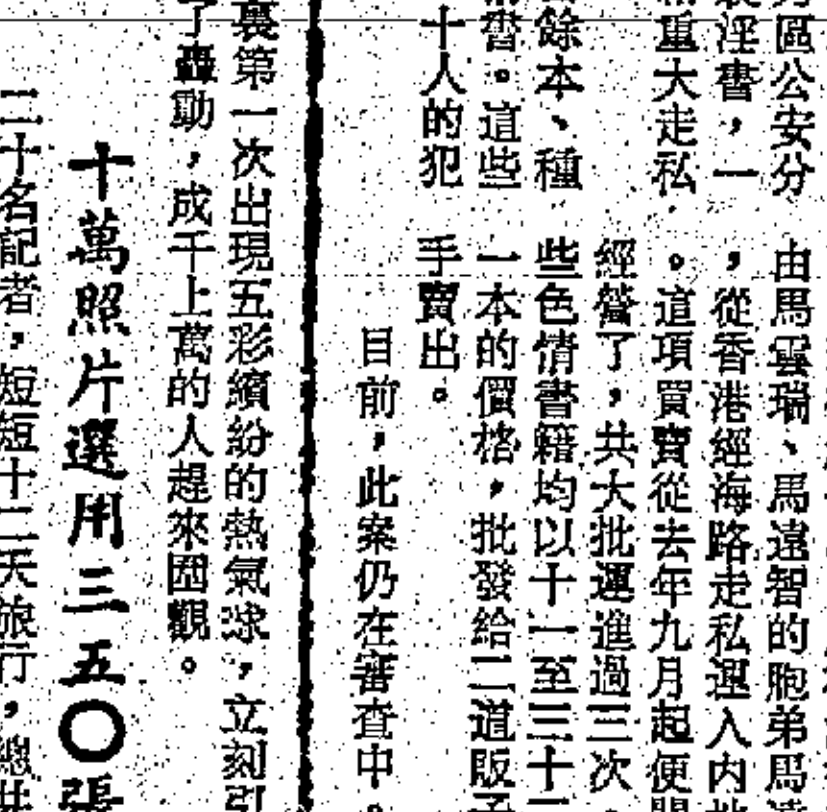 區公安分
淫書，一
重大走私
餘本、種
書。這些
十人的犯
由馬雲瑞、馬遠智的胞弟馬
，從香港經海路走私運入内地
。這項買賣從去年九月起便開
經營了，共大批運進過三次。
些色情書籍均以十一至三十二
一本的價格，批發給二道販子
手賣出。
目前，此案仍在審查中。
裏第一次出現五彩繽紛的熱氣球，立刻引
了轟動，成千上萬的人趕來圍觀。
十萬照片選用三五〇張
二十名記者，短短十二天旅行，總共